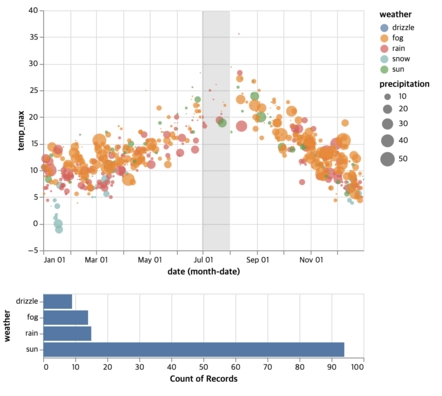 40
35
30
25
20
15
10
5
0
−5
temp_max
Jan 01 Mar 01 May 01 Jul 01 Sep 01 Nov 01
date (month-date)
weather
drizzle
fog
rain
snow
sun
precipitation
10
20
30
40
50
weather
drizzle
fog
rain
sun
0 10 20 30 40 50 60 70 80 90 100
Count of Records